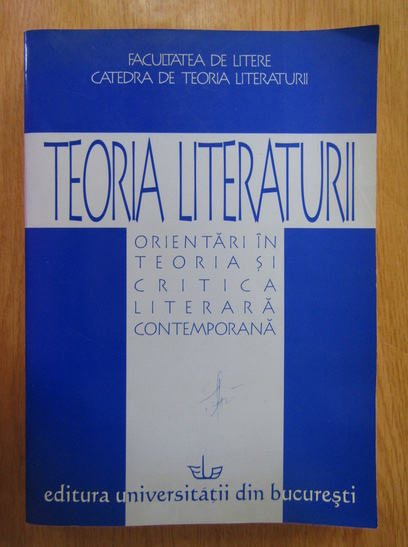 FACULTATEA DE LITERE
CATEDRA DE TEORIA LITERATURII
TEORIA LITERATURII
ORIENTĂRI ÎN
TEORIA ȘI
CRITICA
LITERARĂ
CONTEMPORANĂ
editura universităţii din bucureşti